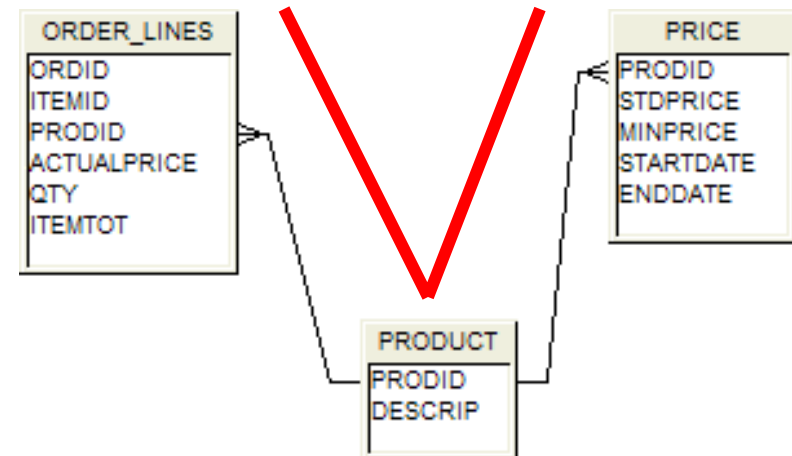 ORDER_LINES
ORDID
ITEMID
PRODID
ACTUALPRICE
QTY
ITEMTOT
PRICE
PRODID
STDPRICE
MINPRICE
STARTDATE
ENDDATE
PRODUCT
PRODID
DESCRIP